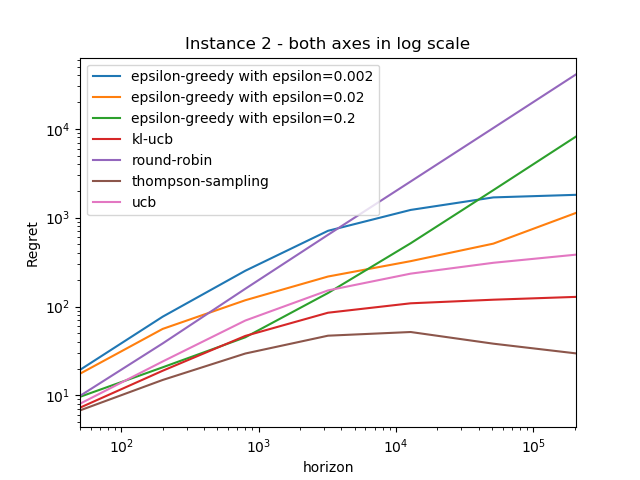 Instance 2 - both axes in log scale
epsilon-greedy with epsilon=0.002
epsilon-greedy with epsilon=0.02
epsilon-greedy with epsilon=0.2
kl-ucb
round-robin
thompson-sampling
ucb
Regret
10^4
10^3
10^2
10^1
10^2
10^3
10^4
10^5
horizon